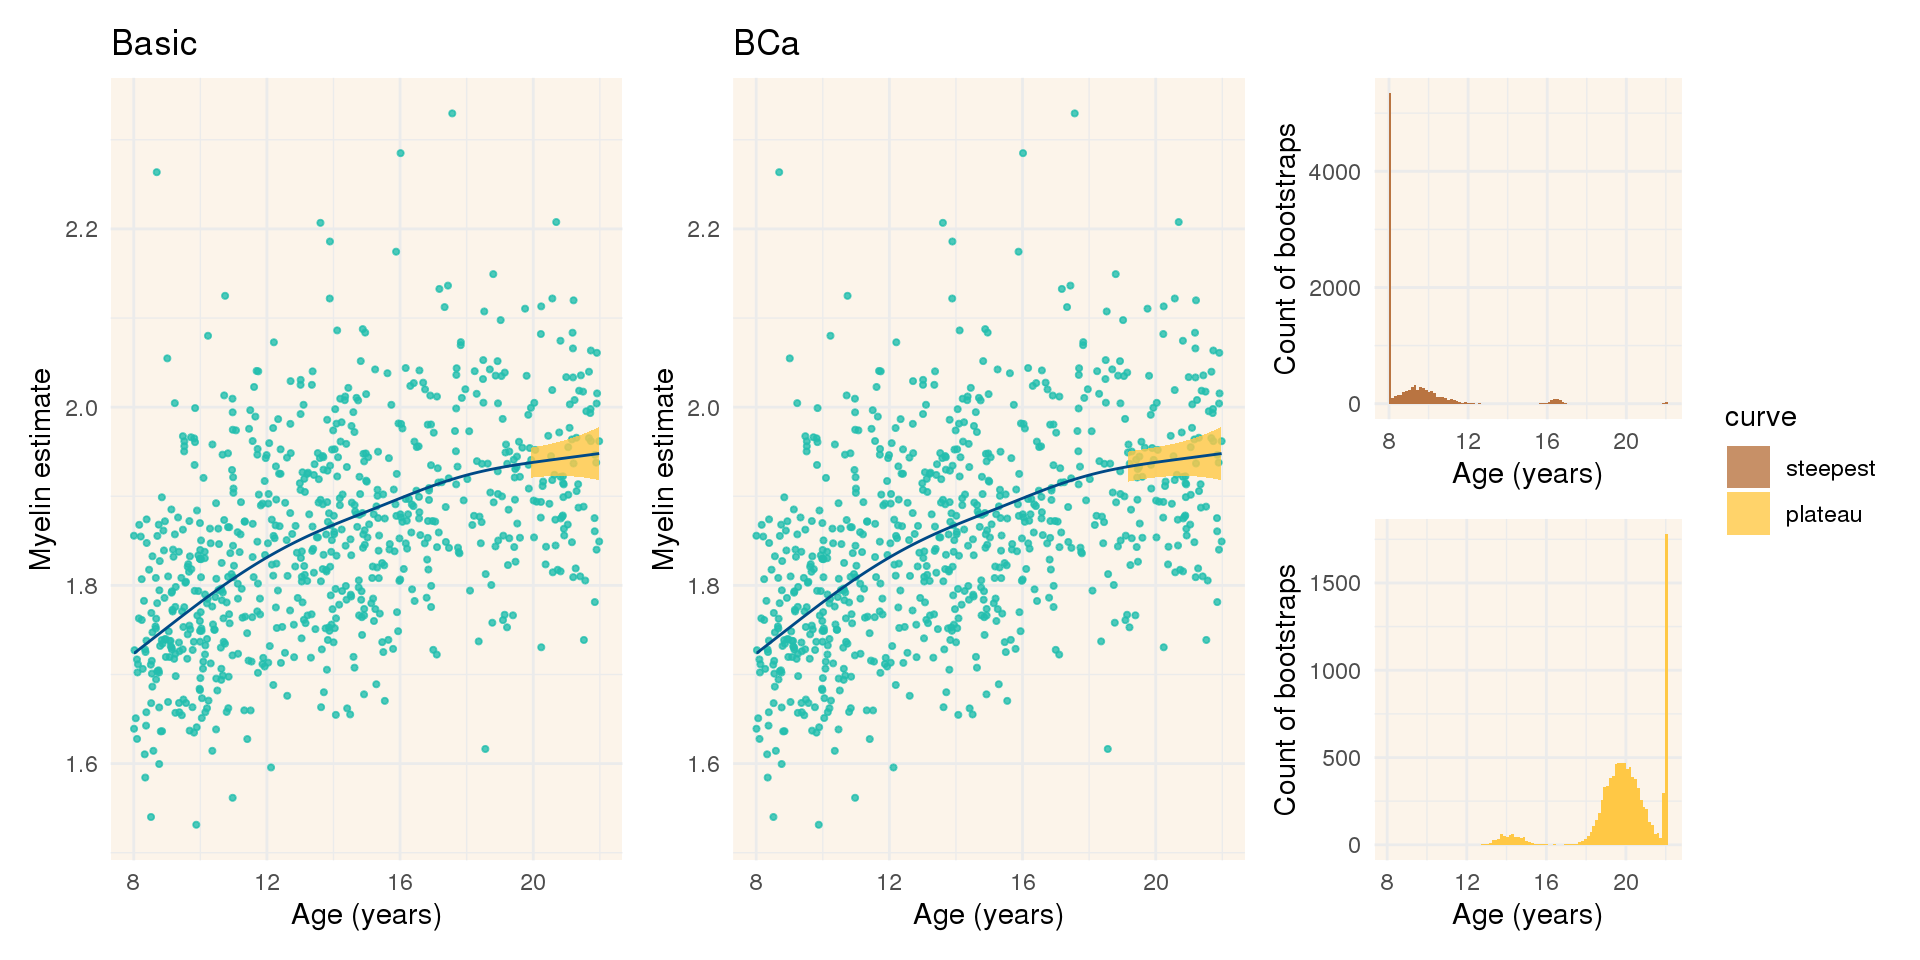 Basic
Myelin estimate
2.2
2.0
1.8
1.6
8 12 16 20
Age (years)
BCa
Myelin estimate
2.2
2.0
1.8
1.6
8 12 16 20
Age (years)
Count of bootstraps
4000
2000
0
8 12 16 20
Age (years)
Count of bootstraps
1500
1000
500
0
8 12 16 20
Age (years)
curve
steepest
plateau